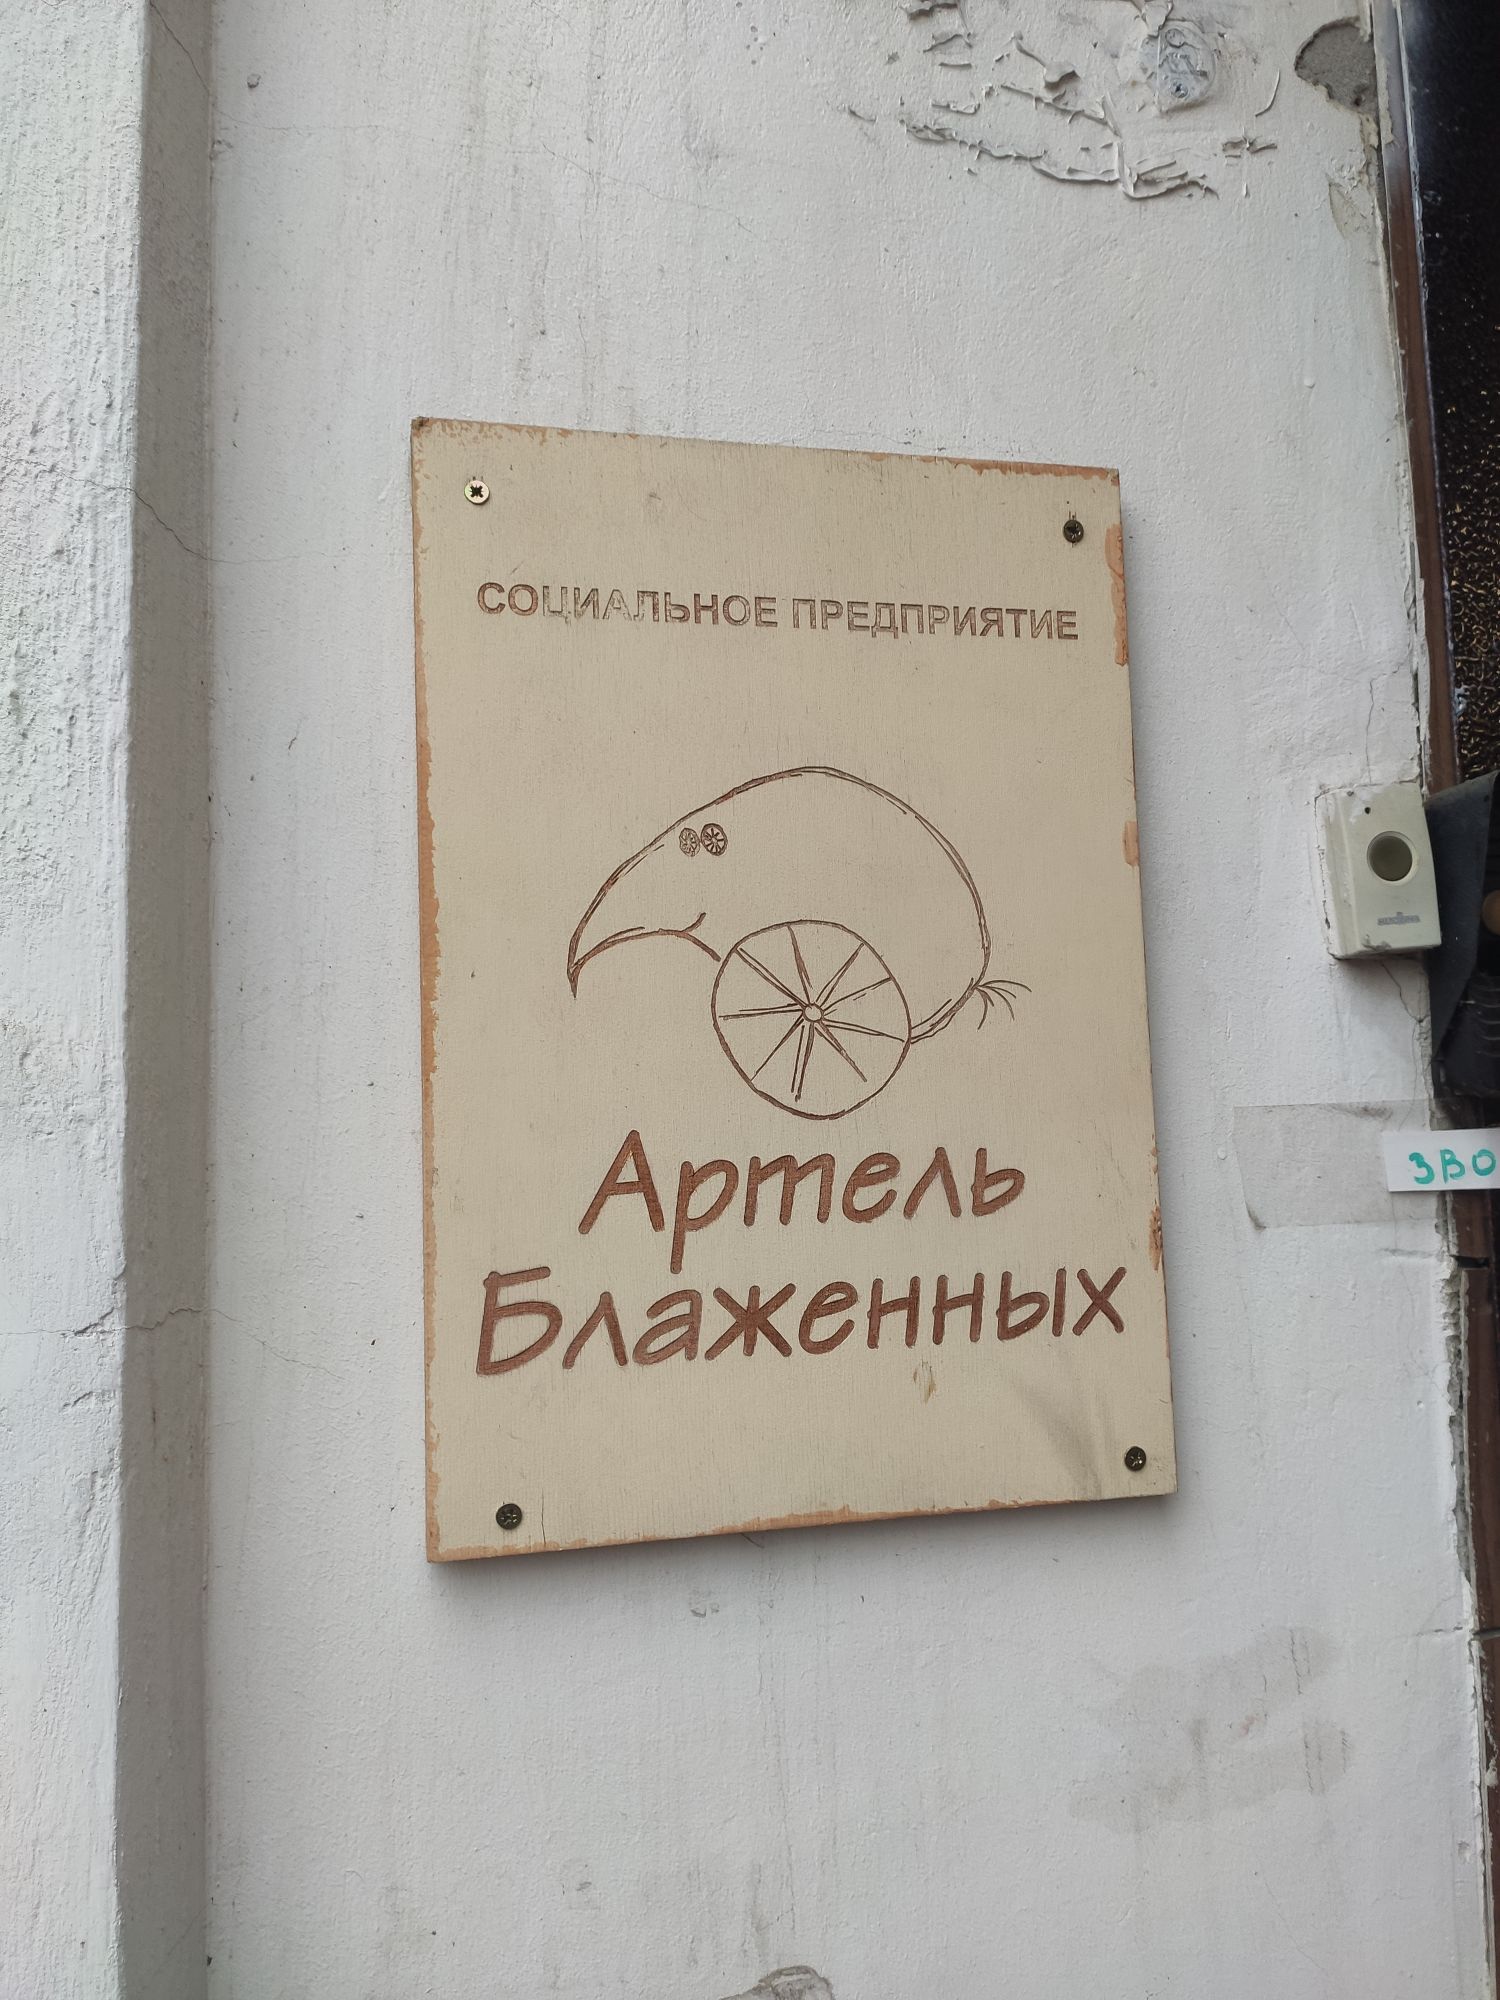 СОЦИАЛЬНОЕ ПРЕДПРИЯТИЕ
Артель
Блаженных